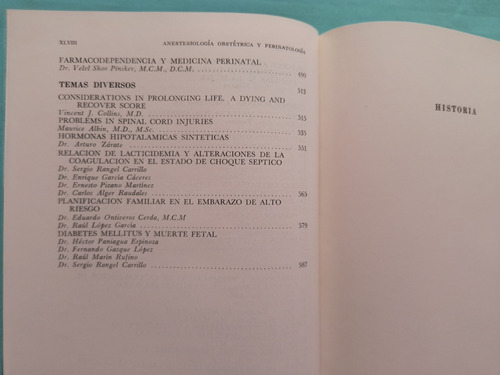 XLVIII ANESTESIOLOGÍA OBSTÉTRICA Y PERINATOLOGÍA
FARMACODEPENDENCIA Y MEDICINA PERINATAL . . . . .
Dr. Velel Shor Pinsker, M.C.M., D.C.M. . . . . . . . . 490
TEMAS DIVERSOS . . . . . . . . . . . . . . . . . . 513
CONSIDERATIONS IN PROLONGING LIFE. A DYING AND
RECOVER SCORE
Vincent J. Collins, M.D. . . . . . . . . . . . . . . . 515
PROBLEMS IN SPINAL CORD INJURIES
Maurice Albin, M.D., M.Sc. . . . . . . . . . . . . . . 535
HORMONAS HIPOTALAMICAS SINTETICAS
Dr. Arturo Zárate . . . . . . . . . . . . . . . . . . 551
RELACION DE LACTICIDEMIA Y ALTERACIONES DE LA
COAGULACION EN EL ESTADO DE CHOQUE SEPTICO
Dr. Sergio Rangel Carrillo
Dr. Enrique García Cáceres
Dr. Ernesto Pizano Martínez
Dr. Carlos Alger Raudales . . . . . . . . . . . . . . 565
PLANIFICACION FAMILIAR EN EL EMBARAZO DE ALTO
RIESGO
Dr. Eduardo Ontiveros Cerda, M.C.M
Dr. Raúl López García . . . . . . . . . . . . . . . . 579
DIABETES MELLITUS Y MUERTE FETAL
Dr. Héctor Paniagua Espinoza
Dr. Fernando Gasque López
Dr. Raúl Marín Rufino
Dr. Sergio Rangel Carrillo . . . . . . . . . . . . . . 587
HISTORIA